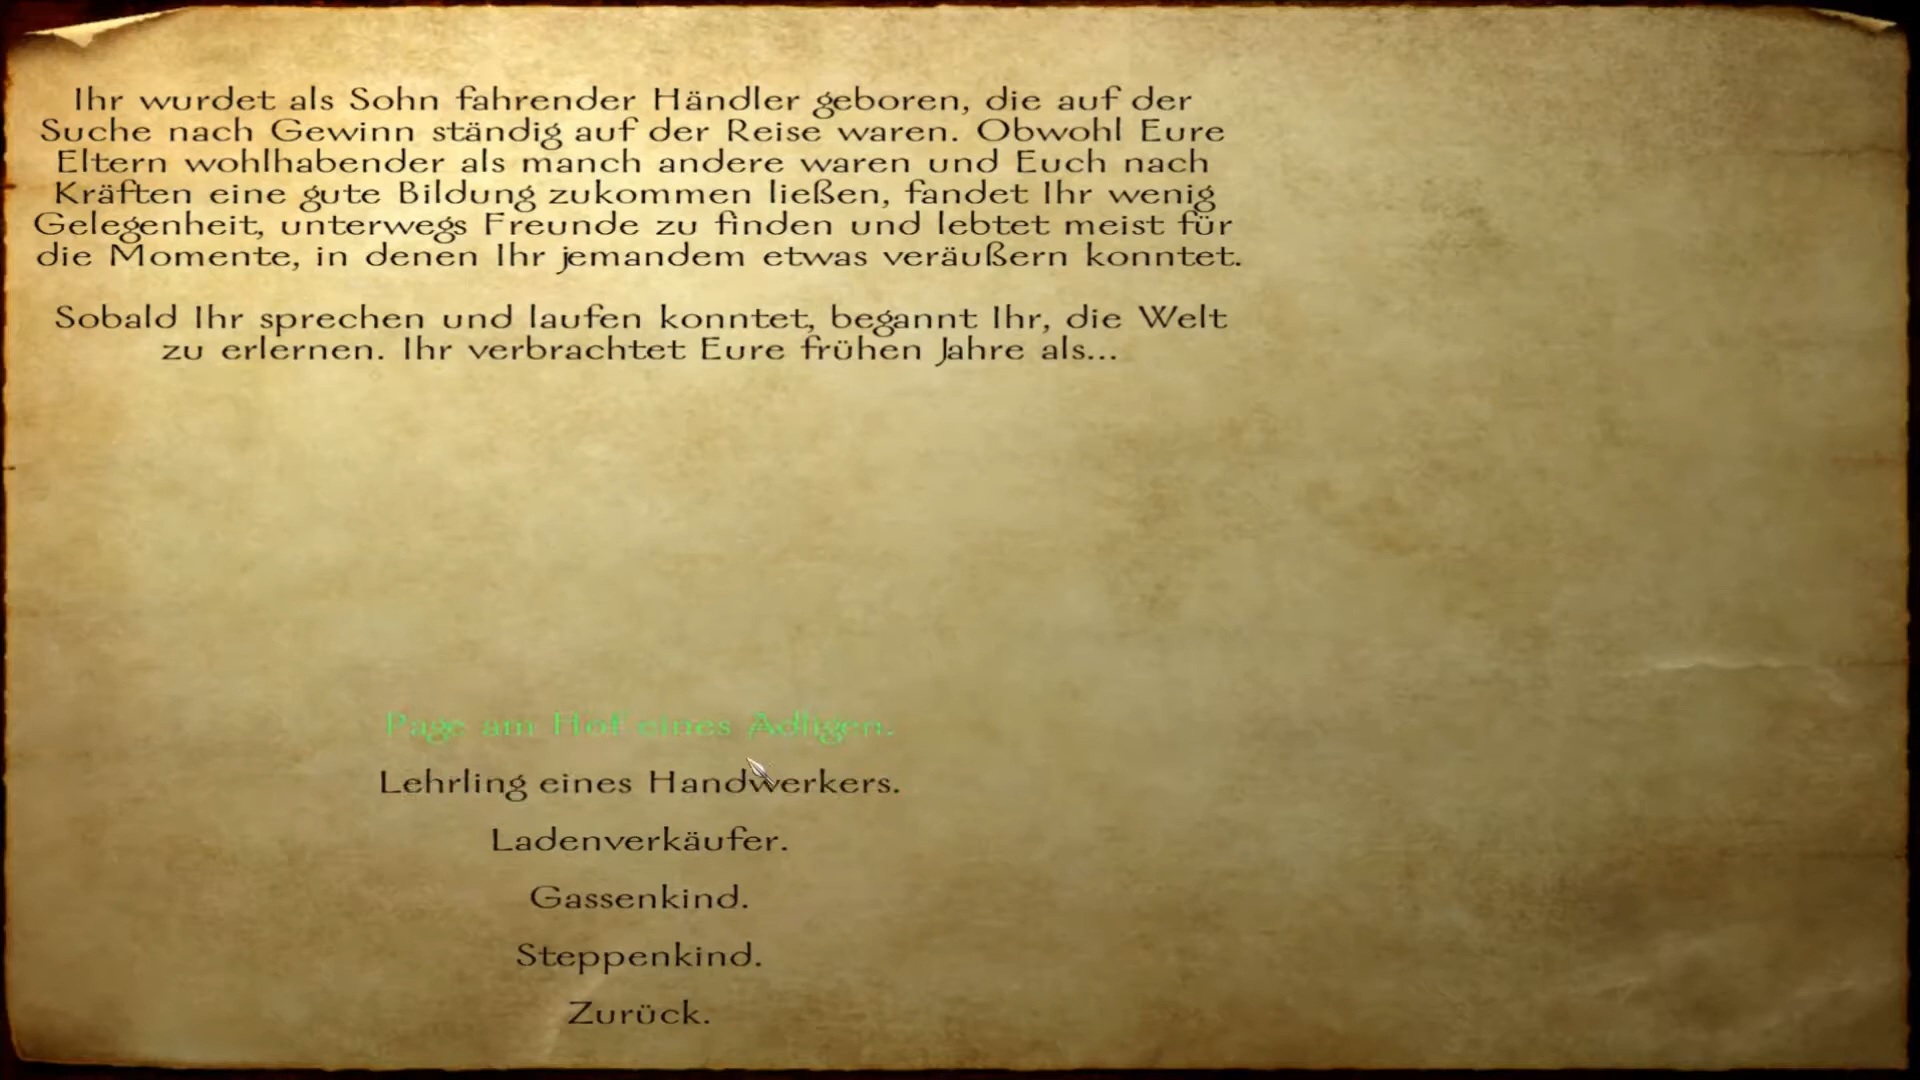 Ihr wurdet als Sohn fahrender Händler geboren, die auf der
Suche nach Gewinn ständig auf der Reise waren. Obwohl Eure
Eltern wohlhabender als manch andere waren und Euch nach
Kräften eine gute Bildung zukommen ließen, fandet Ihr wenig
Gelegenheit, unterwegs Freunde zu finden und lebtet meist für
die Momente, in denen Ihr jemandem etwas veräußern konntet.
Sobald Ihr sprechen und laufen konntet, begannt Ihr, die Welt
zu erlernen. Ihr verbrachtet Eure frühen Jahre als...
Page am Hof eines Adligen.
Lehrling eines Handwerkers.
Ladenverkäufer.
Gassenkind.
Steppenkind.
Zurück.